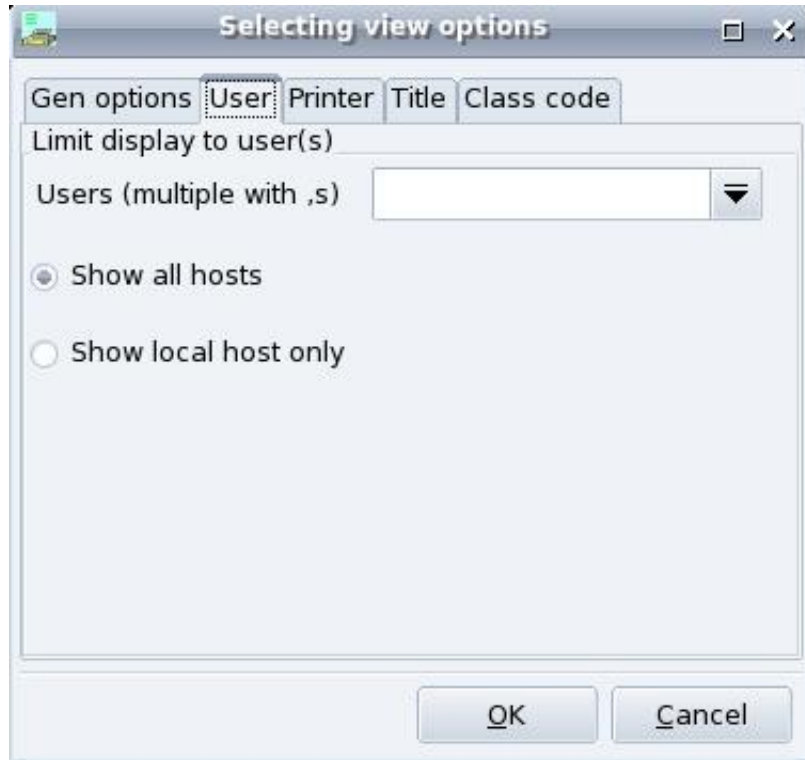 Selecting view options
Gen options User Printer Title Class code
Limit display to user(s)
Users (multiple with ,s)
Show all hosts
Show local host only
OK Cancel